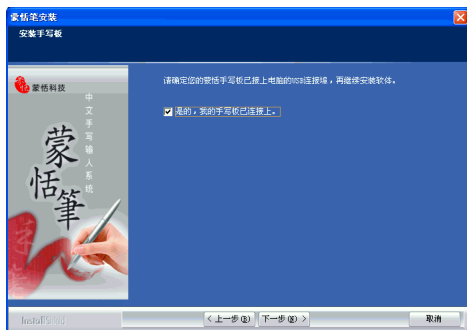 蒙恬笔安装
安装手写板
蒙恬科技
中文手写输入系统
蒙恬筆
请确定您的蒙恬手写板已接上电脑的USB连接埠，再继续安装软体。
是的，我的手写板已连接上。
InstallShield
< 上一步(B)
下一步(N) >
取消